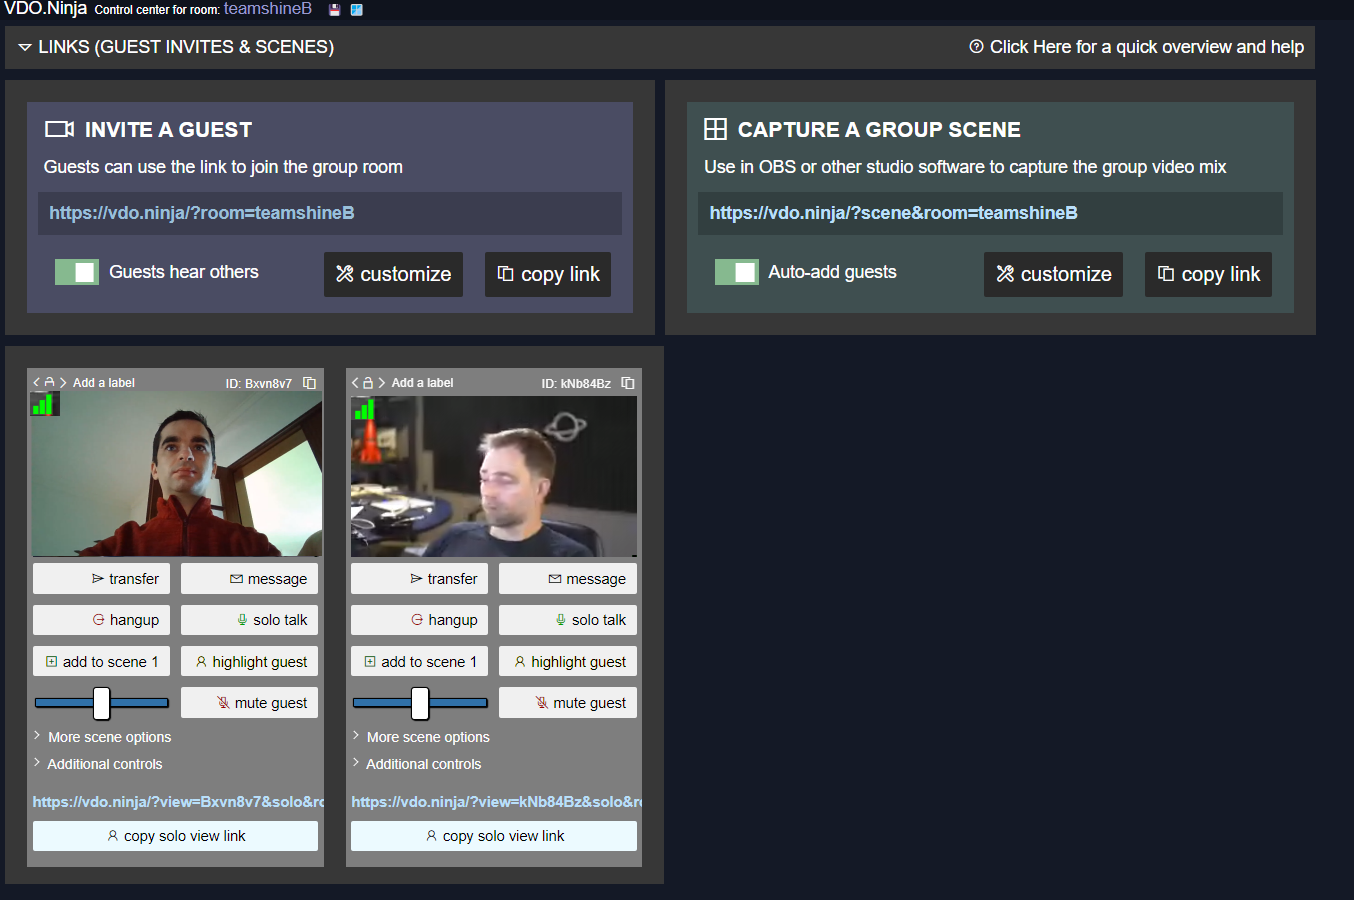 VDO.Ninja Control center for room: teamshineB
LINKS (GUEST INVITES & SCENES)
Click Here for a quick overview and help
INVITE A GUEST
Guests can use the link to join the group room
https://vdo.ninja/?room=teamshineB
Guests hear others
customize
copy link
CAPTURE A GROUP SCENE
Use in OBS or other studio software to capture the group video mix
https://vdo.ninja/?scene&room=teamshineB
Auto-add guests
customize
copy link
Add a label ID: Bxvn8v7
transfer message
hangup solo talk
add to scene 1 highlight guest
mute guest
More scene options
Additional controls
https://vdo.ninja/?view=Bxvn8v7&solo&ro
copy solo view link
Add a label ID: kNb84Bz
transfer message
hangup solo talk
add to scene 1 highlight guest
mute guest
More scene options
Additional controls
https://vdo.ninja/?view=kNb84Bz&solo&r
copy solo view link